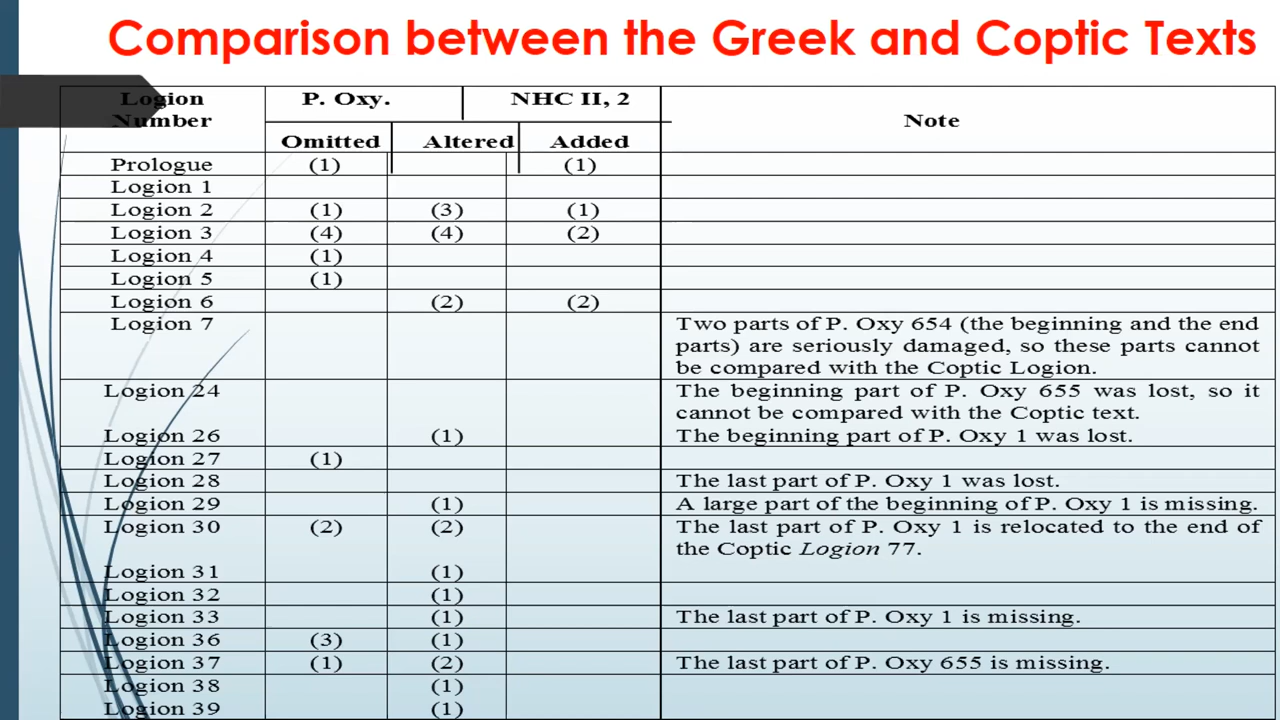 Comparison between the Greek and Coptic Texts
Logion Number P. Oxy. NHC II, 2 Note
Omitted Altered Added
Prologue (1) (1)
Logion 1
Logion 2 (1) (3) (1)
Logion 3 (4) (4) (2)
Logion 4 (1)
Logion 5 (1)
Logion 6 (2) (2)
Logion 7 Two parts of P. Oxy 654 (the beginning and the end
parts) are seriously damaged, so these parts cannot
be compared with the Coptic Logion.
Logion 24 The beginning part of P. Oxy 655 was lost, so it
cannot be compared with the Coptic text.
Logion 26 (1) The beginning part of P. Oxy 1 was lost.
Logion 27 (1)
Logion 28 The last part of P. Oxy 1 was lost.
Logion 29 (1) A large part of the beginning of P. Oxy 1 is missing.
Logion 30 (2) (2) The last part of P. Oxy 1 is relocated to the end of
the Coptic Logion 77.
Logion 31 (1)
Logion 32 (1)
Logion 33 (1) The last part of P. Oxy 1 is missing.
Logion 36 (3) (1)
Logion 37 (1) (2) The last part of P. Oxy 655 is missing.
Logion 38 (1)
Logion 39 (1)